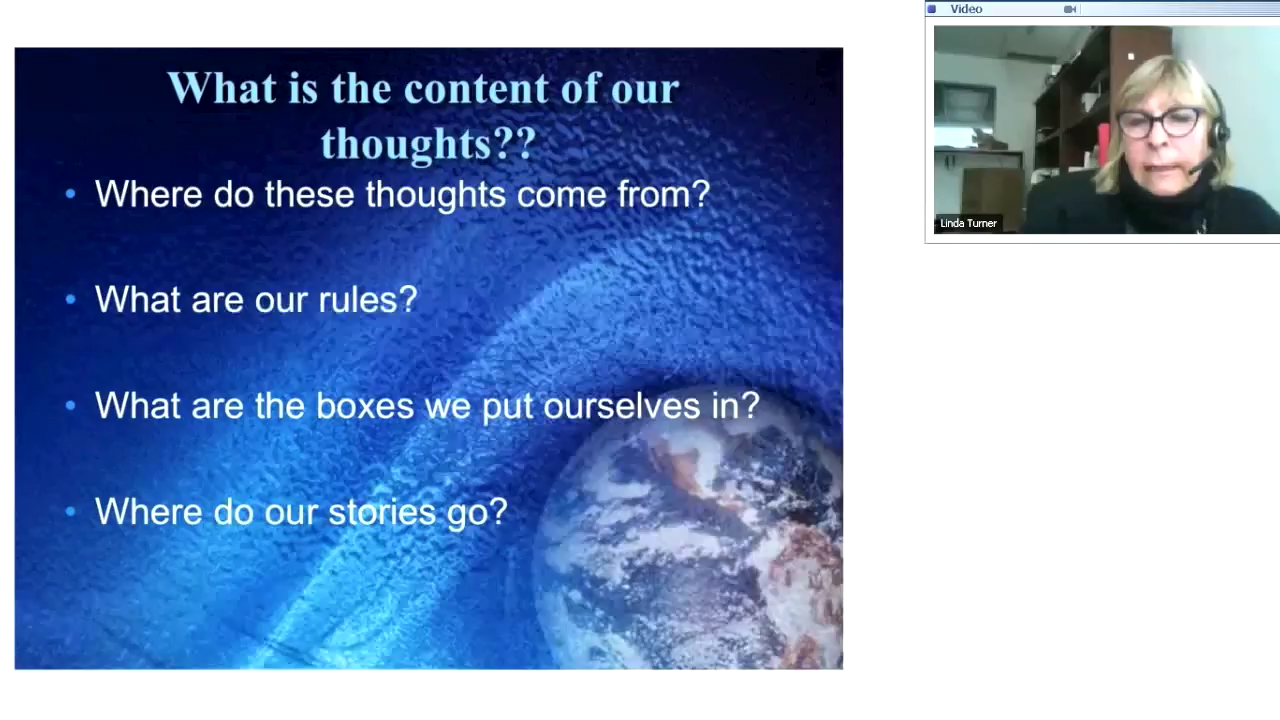 What is the content of our
thoughts??
• Where do these thoughts come from?
• What are our rules?
• What are the boxes we put ourselves in?
• Where do our stories go?
Video
Linda Turner